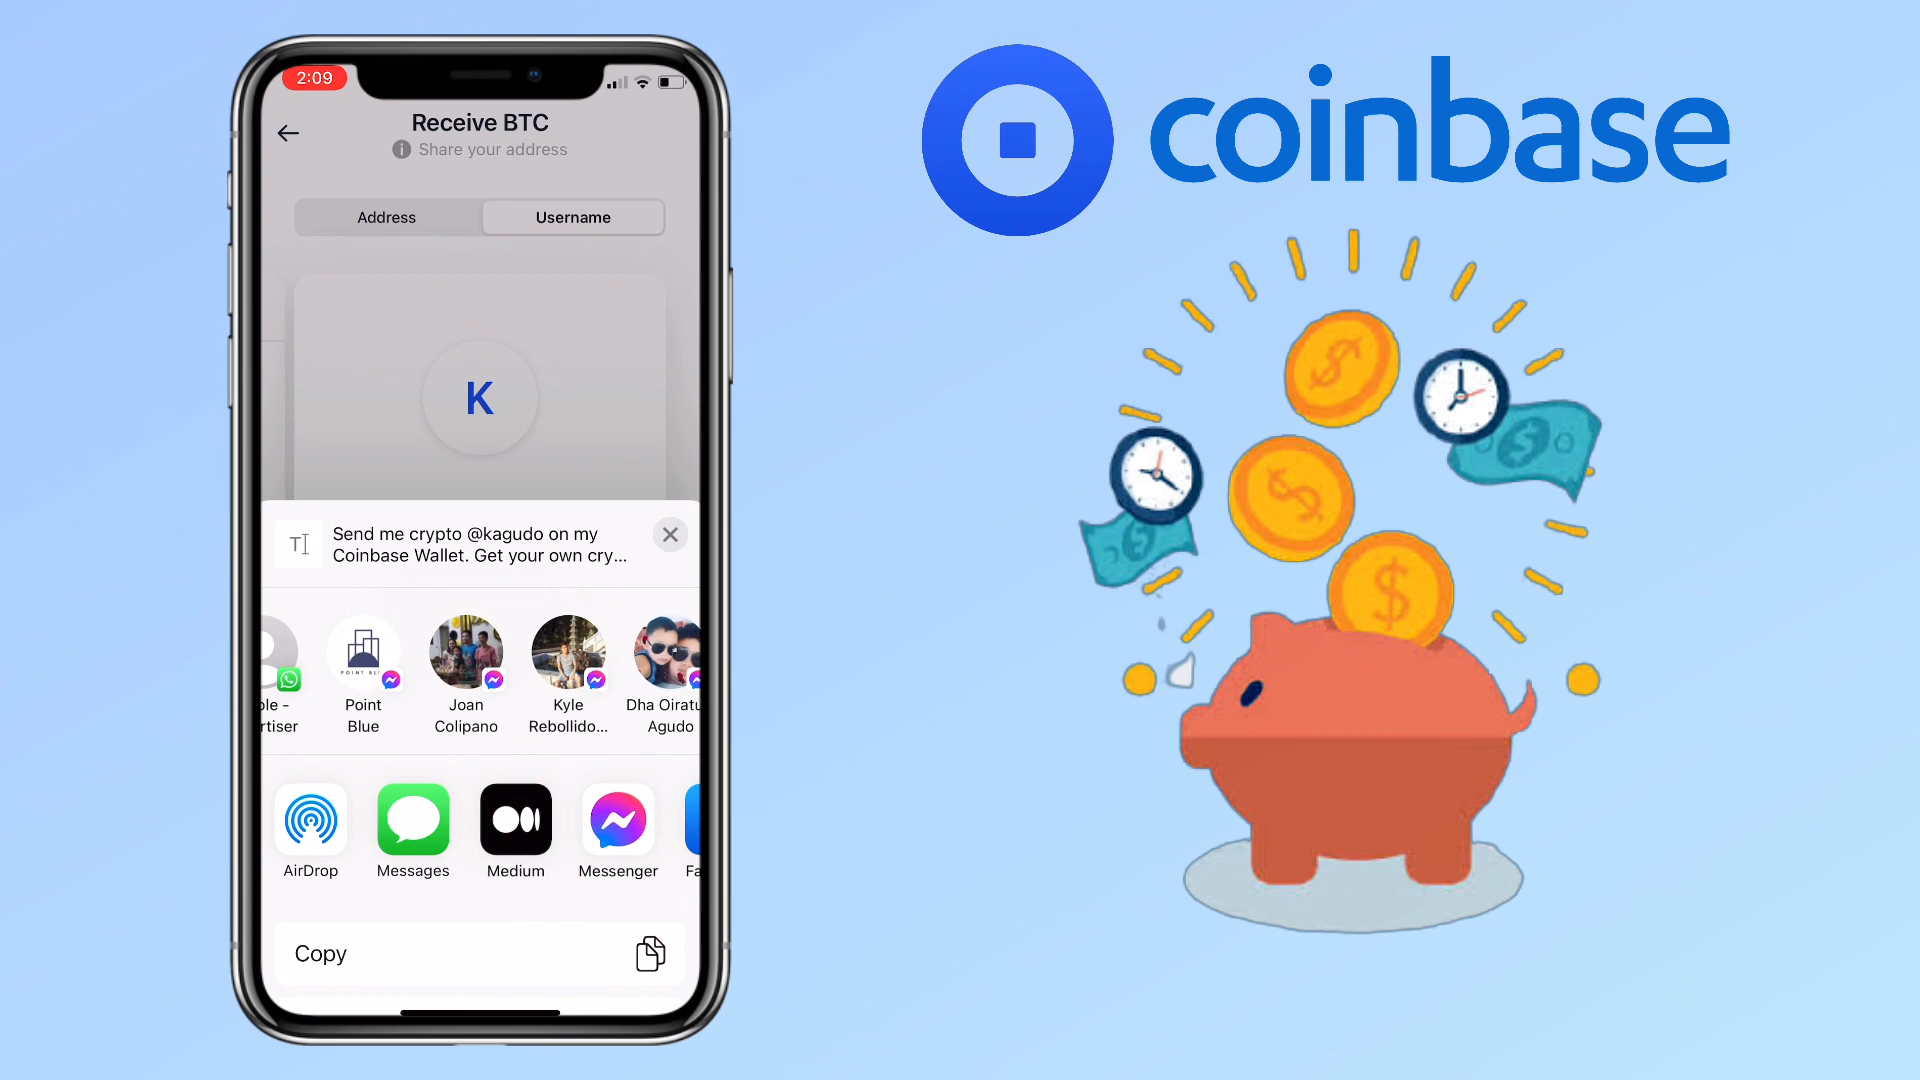 2:09
Receive BTC
Share your address
Address
Username
K
Send me crypto @kagudo on my
Coinbase Wallet. Get your own cry...
Point
Blue
Joan
Colipano
Kyle
Rebollido...
Dha Oiratu
Agudo
AirDrop
Messages
Medium
Messenger
Copy
coinbase